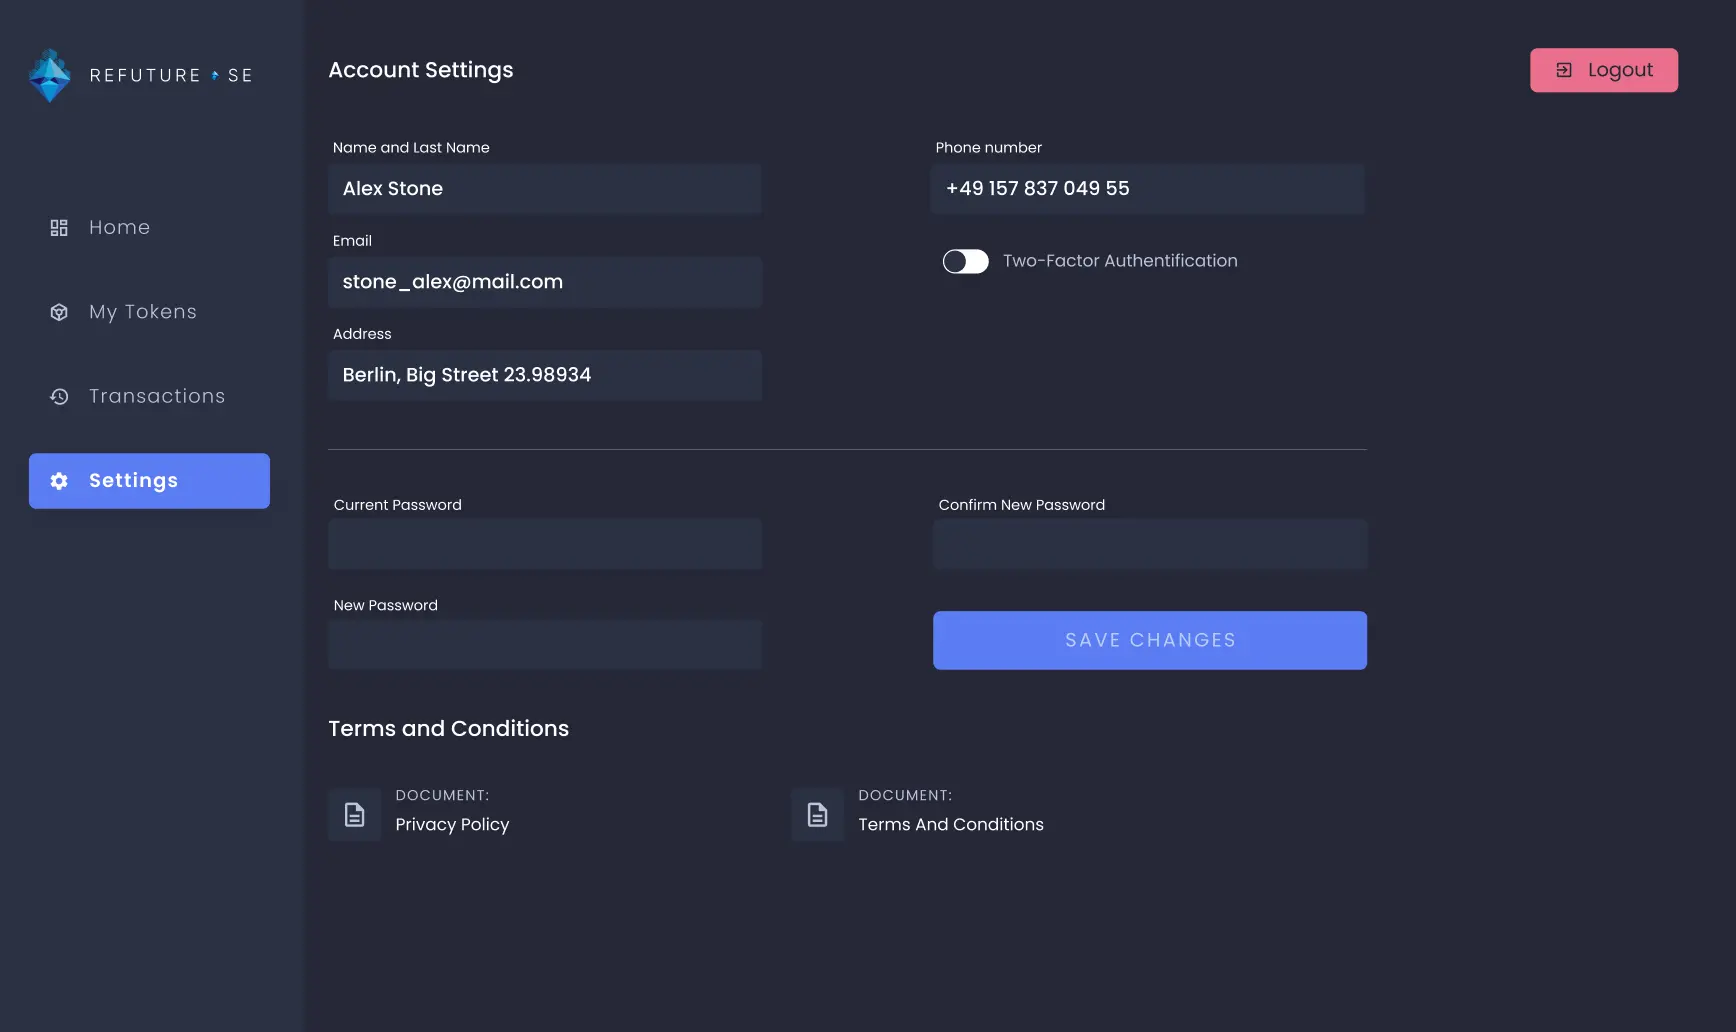 REFUTURE SE
Home
My Tokens
Transactions
Settings
Account Settings
Logout
Name and Last Name
Alex Stone
Phone number
+49 157 837 049 55
Email
stone_alex@mail.com
Two-Factor Authentification
Address
Berlin, Big Street 23.98934
Current Password
Confirm New Password
New Password
SAVE CHANGES
Terms and Conditions
DOCUMENT:
Privacy Policy
DOCUMENT:
Terms And Conditions